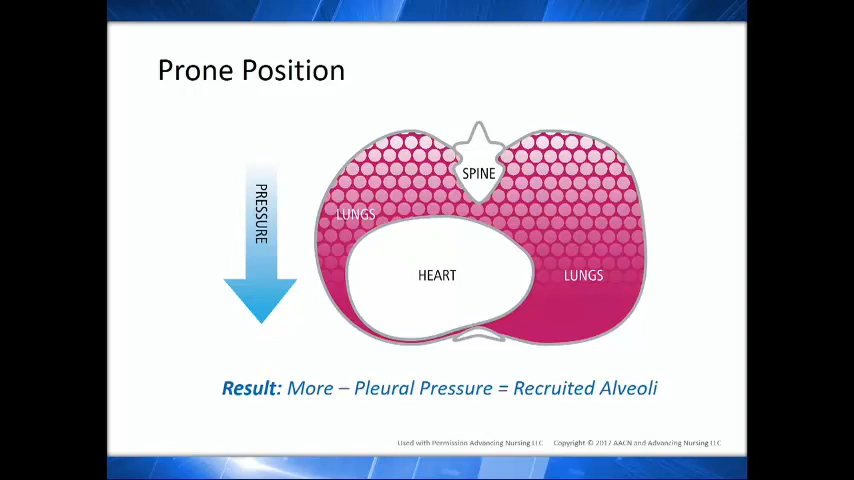 Prone Position
PRESSURE
SPINE
LUNGS
HEART
LUNGS
Result: More – Pleural Pressure = Recruited Alveoli
Used with Permission Advancing Nursing LLC Copyright © 2017 AACN and Advancing Nursing LLC